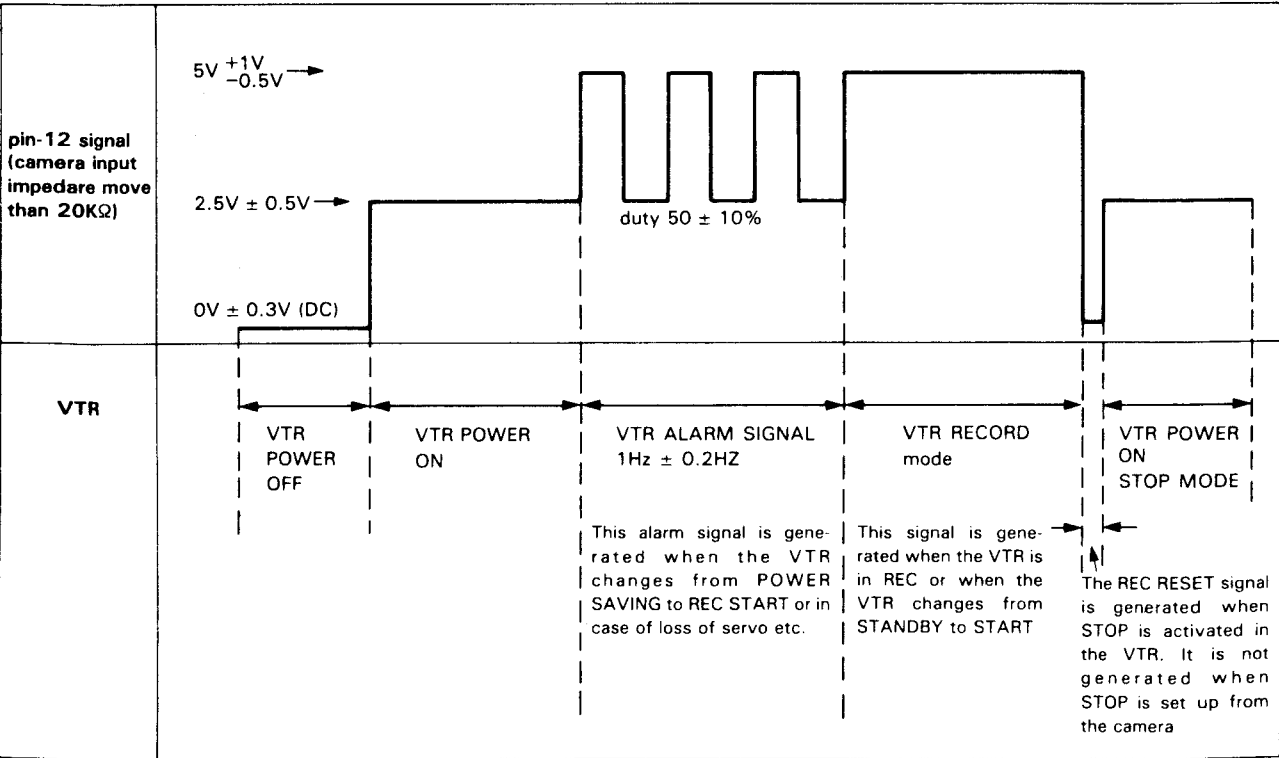 5V +1V
−0.5V
pin-12 signal
(camera input
impedare move
than 20KΩ)
2.5V ± 0.5V
duty 50 ± 10%
0V ± 0.3V (DC)
VTR
VTR
POWER
OFF
VTR POWER
ON
VTR ALARM SIGNAL
1Hz ± 0.2HZ
VTR RECORD
mode
VTR POWER
ON
STOP MODE
This alarm signal is gene-
rated when the VTR
changes from POWER
SAVING to REC START or in
case of loss of servo etc.
This signal is gene-
rated when the VTR is
in REC or when the
VTR changes from
STANDBY to START
The REC RESET signal
is generated when
STOP is activated in
the VTR. It is not
generated when
STOP is set up from
the camera